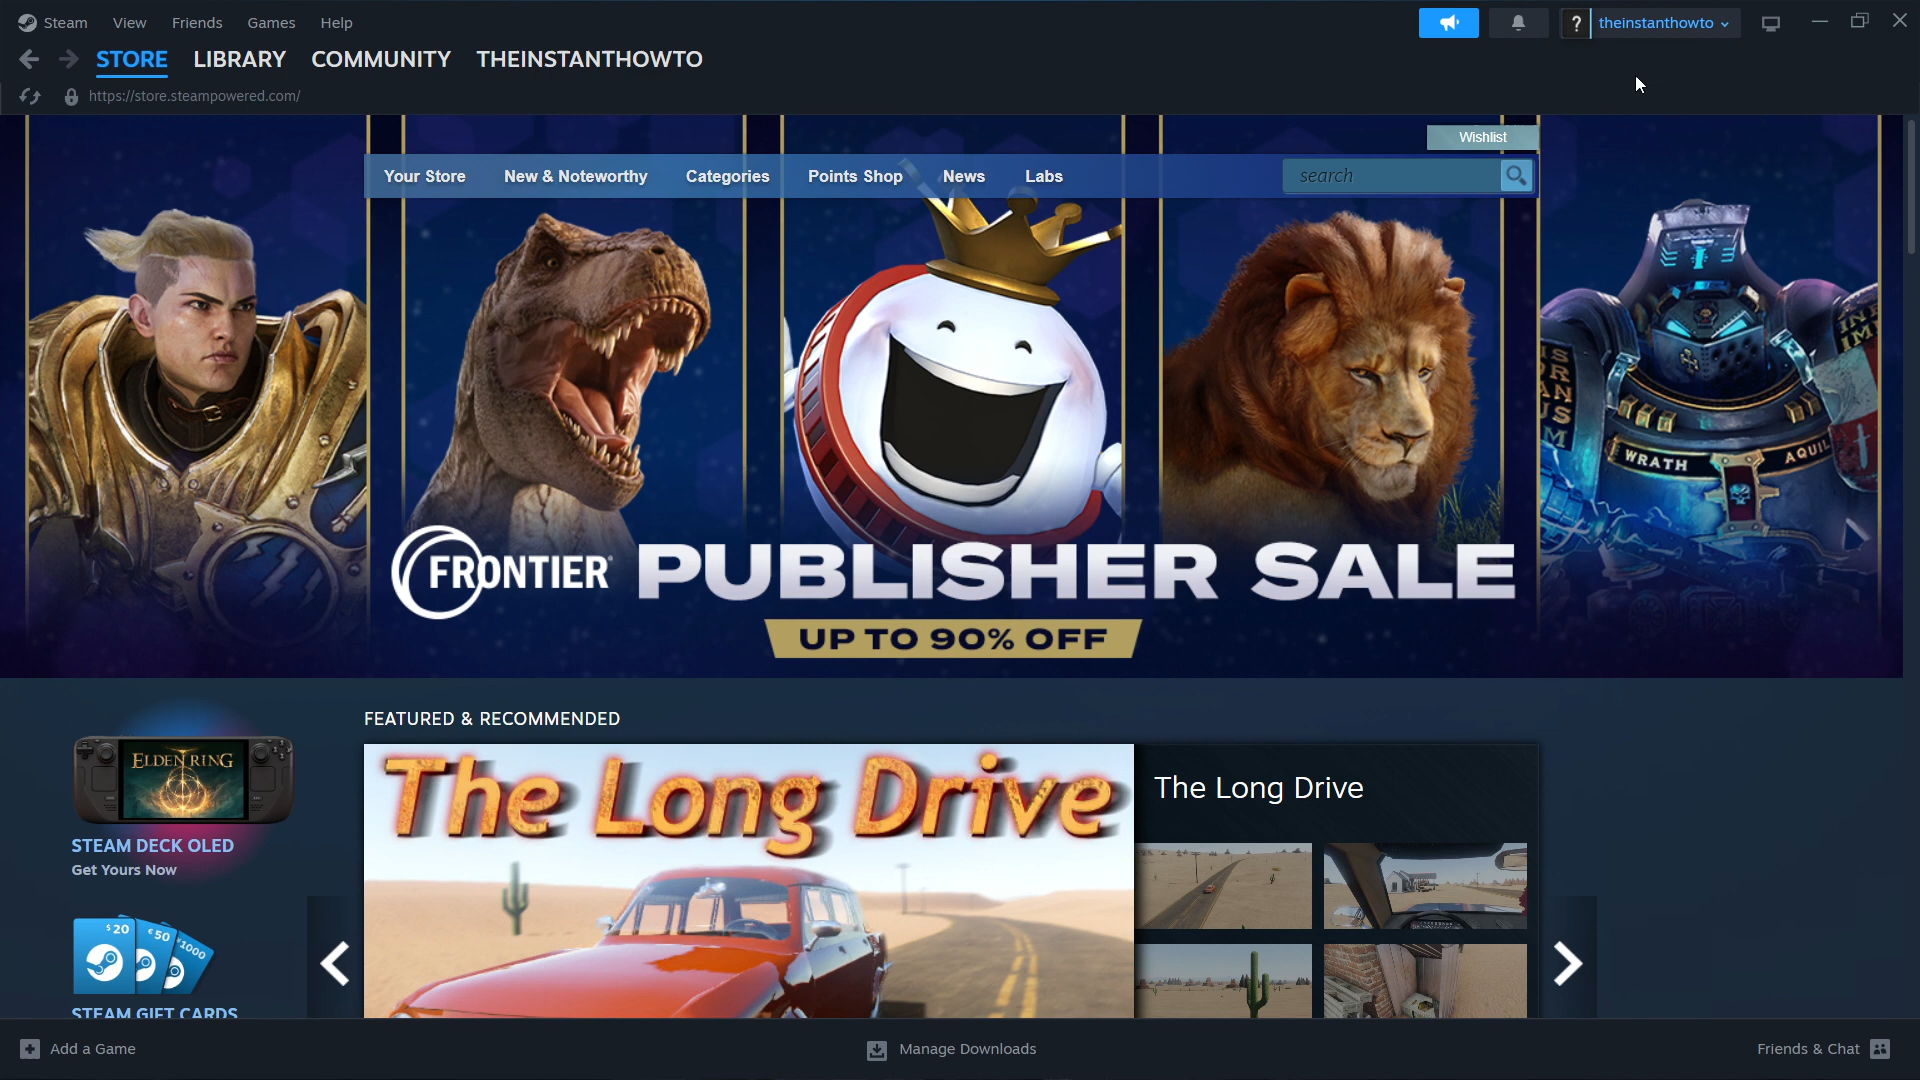 Steam View Friends Games Help
? theinstanthowto
STORE LIBRARY COMMUNITY THEINSTANTHOWTO
https://store.steampowered.com/
Wishlist
Your Store New & Noteworthy Categories Points Shop News Labs search
WRATH AQUIL
FRONTIER PUBLISHER SALE
UP TO 90% OFF
FEATURED & RECOMMENDED
ELDEN RING
The Long Drive
The Long Drive
STEAM DECK OLED
Get Yours Now
$20 €50 ¥1000
STEAM GIFT CARDS
Add a Game Manage Downloads Friends & Chat